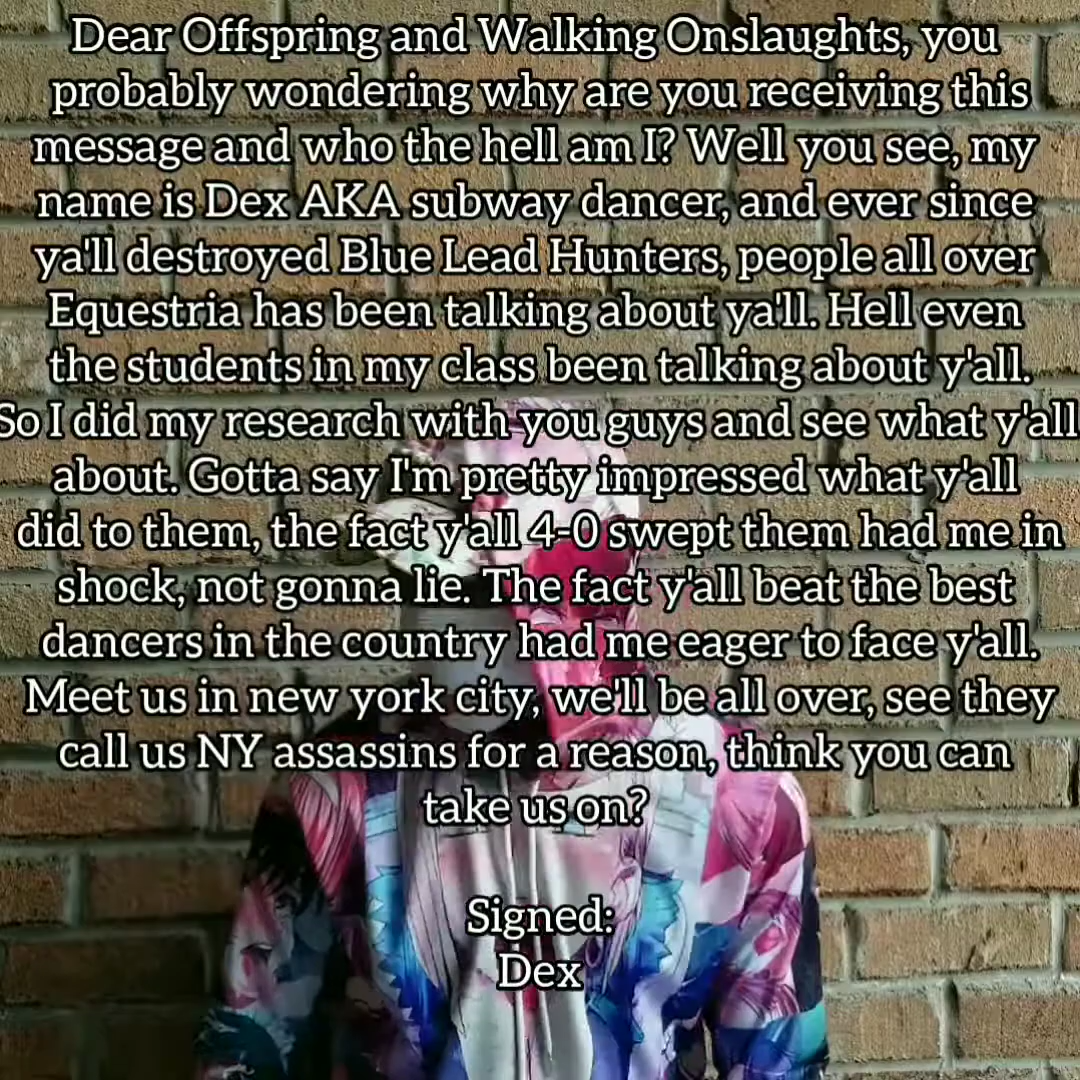 Dear Offspring and Walking Onslaughts, you
probably wondering why are you receiving this
message and who the hell am I? Well you see, my
name is Dex AKA subway dancer, and ever since
ya'll destroyed Blue Lead Hunters, people all over
Equestria has been talking about ya'll. Hell even
the students in my class been talking about y'all.
So I did my research with you guys and see what y'all
about. Gotta say I'm pretty impressed what y'all
did to them, the fact y'all 4-0 swept them had me in
shock, not gonna lie. The fact y'all beat the best
dancers in the country had me eager to face y'all.
Meet us in new york city, we'll be all over, see they
call us NY assassins for a reason, think you can
take us on?
Signed:
Dex